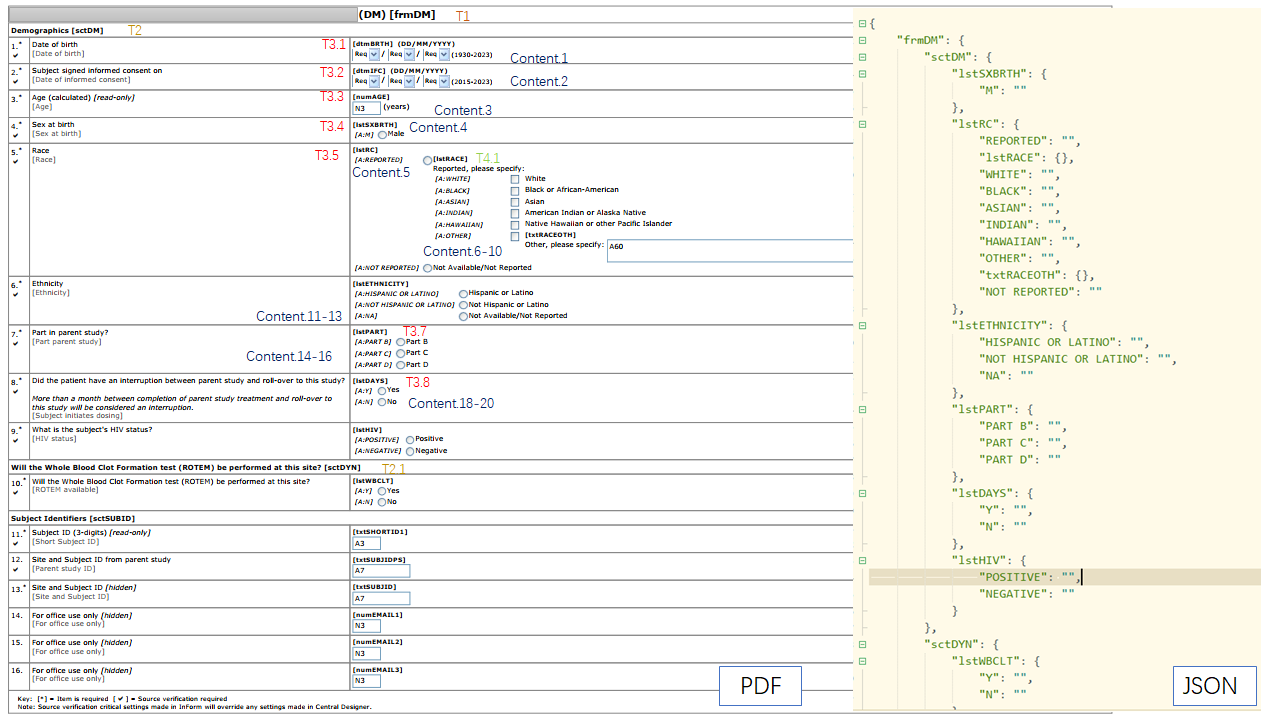 (DM) [frmDM] T1
Demographics [sctDM] T2
1.* Date of birth T3.1 [dtmBRTH] (DD/MM/YYYY)
[Date of birth] Req / Req / Req (1930-2023) Content.1
2.* Subject signed informed consent on T3.2 [dtmIFC] (DD/MM/YYYY)
[Date of informed consent] Req / Req / Req (2015-2023) Content.2
3.* Age (calculated) [read-only] T3.3 [numAGE]
[Age] N3 (years) Content.3
4.* Sex at birth T3.4 [lstSXBRTH] Content.4
[Sex at birth] [A:M] Male
5.* Race T3.5 [lstRC]
[Race] [A:REPORTED] [lstRACE] T4.1
Content.5 Reported, please specify:
[A:WHITE] White
[A:BLACK] Black or African-American
[A:ASIAN] Asian
[A:INDIAN] American Indian or Alaska Native
[A:HAWAIIAN] Native Hawaiian or other Pacific Islander
[A:OTHER] [txtRACEOTH]
Content.6-10 Other, please specify: A60
[A:NOT REPORTED] Not Available/Not Reported
6.* Ethnicity [lstETHNICITY]
[Ethnicity] [A:HISPANIC OR LATINO] Hispanic or Latino
[A:NOT HISPANIC OR LATINO] Not Hispanic or Latino
Content.11-13 [A:NA] Not Available/Not Reported
7.* Part in parent study? [lstPART] T3.7
[Part parent study] [A:PART B] Part B
Content.14-16 [A:PART C] Part C
[A:PART D] Part D
8.* Did the patient have an interruption between parent study and roll-over to this study? [lstDAYS] T3.8
[A:Y] Yes
More than a month between completion of parent study treatment and roll-over to [A:N] No Content.18-20
this study will be considered an interruption.
[Subject initiates dosing]
9.* What is the subject's HIV status? [lstHIV]
[HIV status] [A:POSITIVE] Positive
[A:NEGATIVE] Negative
Will the Whole Blood Clot Formation test (ROTEM) be performed at this site? [sctDYN] T2.1
10.* Will the Whole Blood Clot Formation test (ROTEM) be performed at this site? [lstWBCLT]
[ROTEM available] [A:Y] Yes
[A:N] No
Subject Identifiers [sctSUBID]
11.* Subject ID (3-digits) [read-only] [txtSHORTID1]
[Short Subject ID] A3
12. Site and Subject ID from parent study [txtSUBJIDPS]
[Parent study ID] A7
13.* Site and Subject ID [hidden] [txtSUBJID]
[Site and Subject ID] A7
14. For office use only [hidden] [numEMAIL1]
[For office use only] N3
15. For office use only [hidden] [numEMAIL2]
[For office use only] N3
16. For office use only [hidden] [numEMAIL3]
[For office use only] N3
Key: [*] = Item is required [✔] = Source verification required
Note: Source verification critical settings made in InForm will override any settings made in Central Designer.
PDF
{
"frmDM": {
"sctDM": {
"lstSXBRTH": {
"M": ""
},
"lstRC": {
"REPORTED": "",
"lstRACE": {},
"WHITE": "",
"BLACK": "",
"ASIAN": "",
"INDIAN": "",
"HAWAIIAN": "",
"OTHER": "",
"txtRACEOTH": {},
"NOT REPORTED": ""
},
"lstETHNICITY": {
"HISPANIC OR LATINO": "",
"NOT HISPANIC OR LATINO": "",
"NA": ""
},
"lstPART": {
"PART B": "",
"PART C": "",
"PART D": ""
},
"lstDAYS": {
"Y": "",
"N": ""
},
"lstHIV": {
"POSITIVE": "",
"NEGATIVE": ""
}
},
"sctDYN": {
"lstWBCLT": {
"Y": "",
"N": ""
JSON